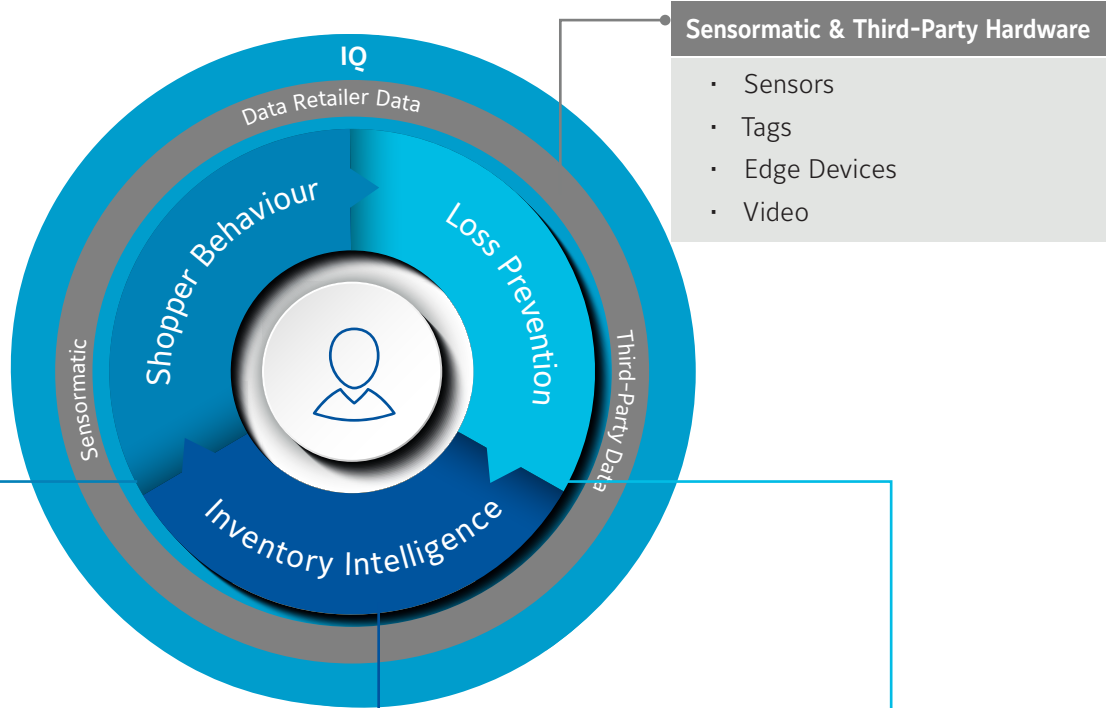 Sensormatic & Third-Party Hardware
· Sensors
· Tags
· Edge Devices
· Video
IQ
Data Retailer Data
Sensormatic
Third-Party Data
Shopper Behaviour
Loss Prevention
Inventory Intelligence